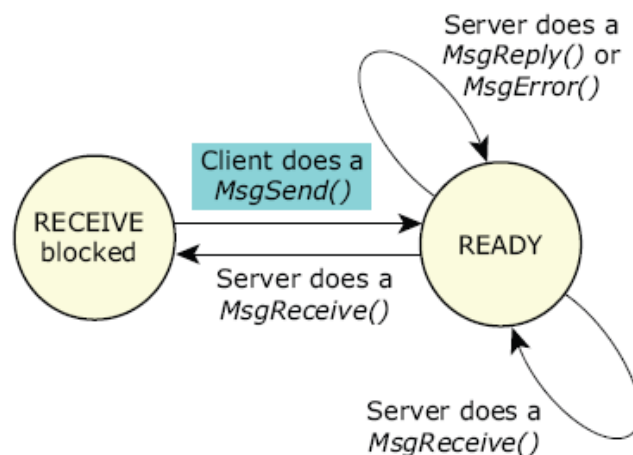 Server does a
MsgReply() or
MsgError()
Client does a
MsgSend()
RECEIVE
blocked
READY
Server does a
MsgReceive()
Server does a
MsgReceive()